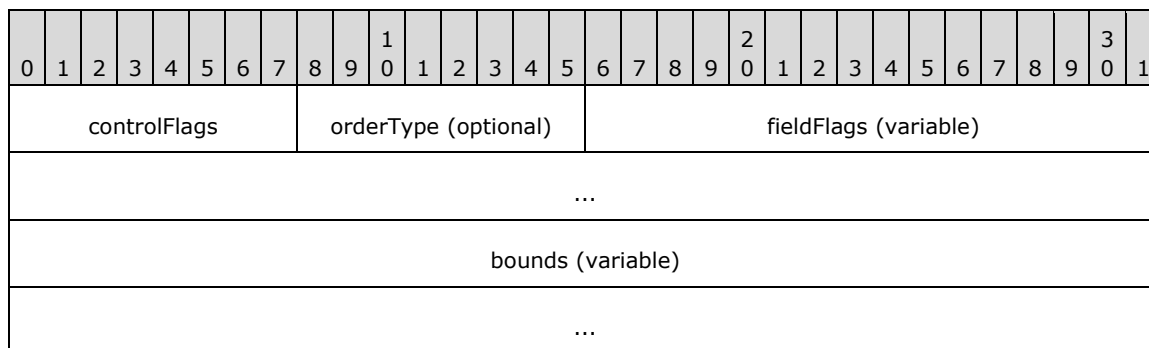 1 2 3
0 1 2 3 4 5 6 7 8 9 0 1 2 3 4 5 6 7 8 9 0 1 2 3 4 5 6 7 8 9 0 1
controlFlags orderType (optional) fieldFlags (variable)
...
bounds (variable)
...